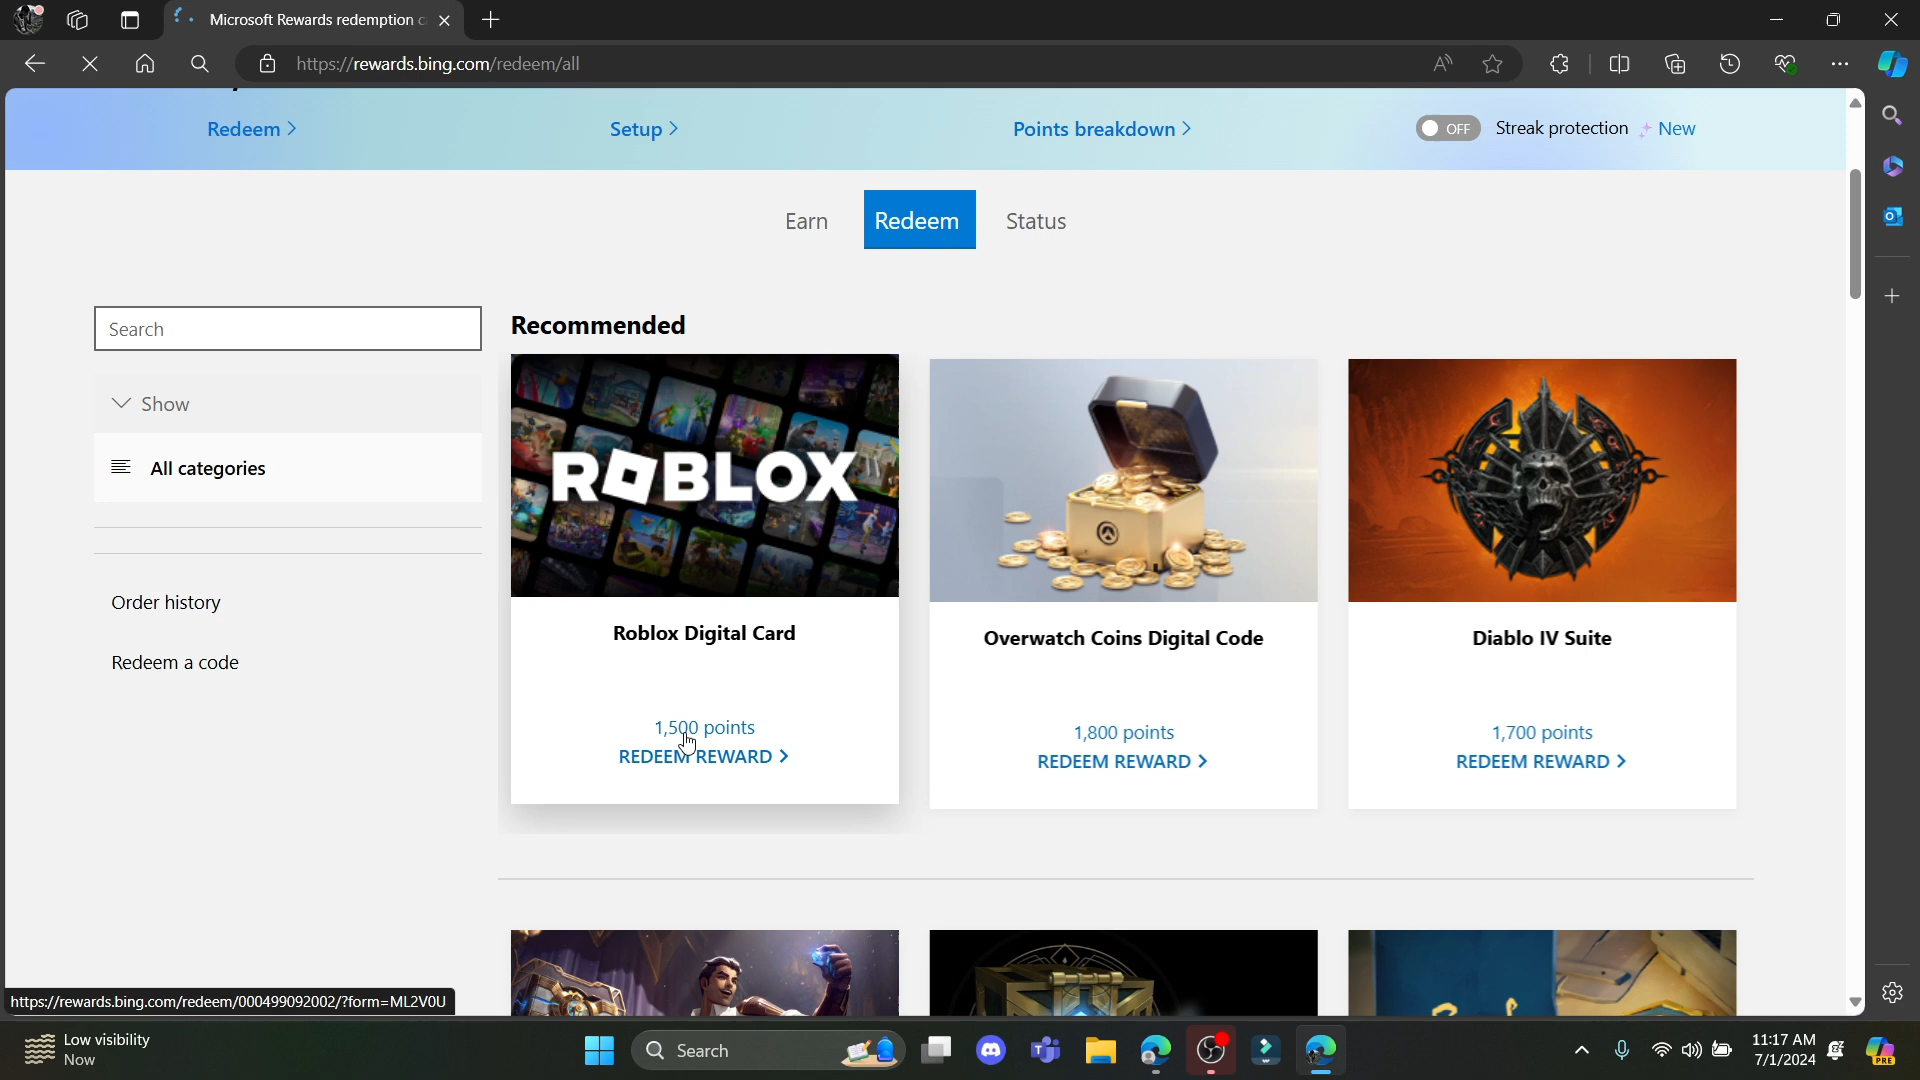 Microsoft Rewards redemption c
https://rewards.bing.com/redeem/all
Redeem
Setup
Points breakdown
OFF
Streak protection
New
Earn
Redeem
Status
Search
Recommended
Show
All categories
Order history
Redeem a code
ROBLOX
Roblox Digital Card
1,500 points
REDEEM REWARD
Overwatch Coins Digital Code
1,800 points
REDEEM REWARD
Diablo IV Suite
1,700 points
REDEEM REWARD
https://rewards.bing.com/redeem/000499092002/?form=ML2V0U
Low visibility
Now
Search
11:17 AM
7/1/2024
PRE